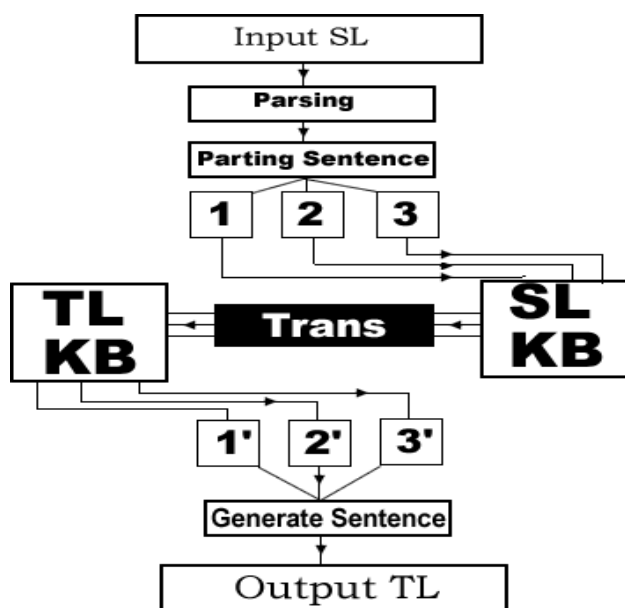 Input SL
Parsing
Parting Sentence
1 2 3
TL
KB
Trans
SL
KB
1' 2' 3'
Generate Sentence
Output TL